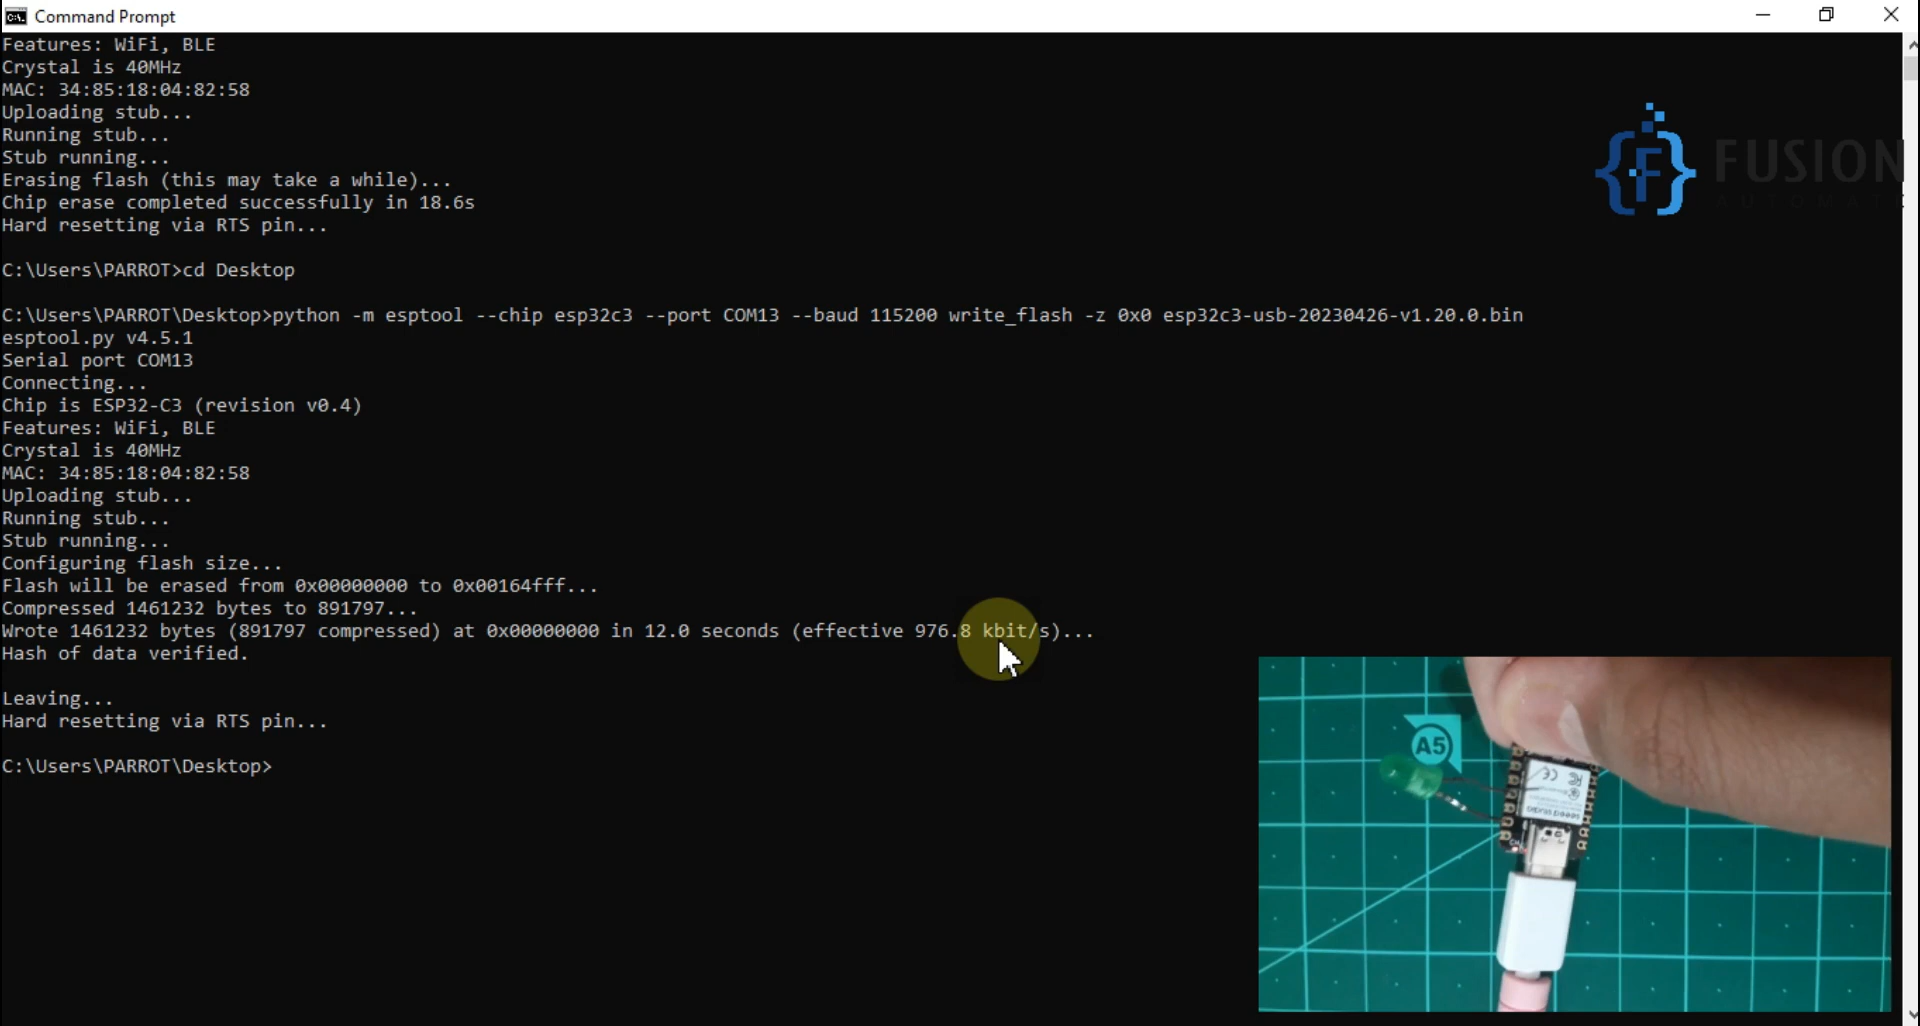 Command Prompt
Features: WiFi, BLE
Crystal is 40MHz
MAC: 34:85:18:04:82:58
Uploading stub...
Running stub...
Stub running...
Erasing flash (this may take a while)...
Chip erase completed successfully in 18.6s
Hard resetting via RTS pin...
C:\Users\PARROT>cd Desktop
C:\Users\PARROT\Desktop>python -m esptool --chip esp32c3 --port COM13 --baud 115200 write_flash -z 0x0 esp32c3-usb-20230426-v1.20.0.bin
esptool.py v4.5.1
Serial port COM13
Connecting...
Chip is ESP32-C3 (revision v0.4)
Features: WiFi, BLE
Crystal is 40MHz
MAC: 34:85:18:04:82:58
Uploading stub...
Running stub...
Stub running...
Configuring flash size...
Flash will be erased from 0x00000000 to 0x00164fff...
Compressed 1461232 bytes to 891797...
Wrote 1461232 bytes (891797 compressed) at 0x00000000 in 12.0 seconds (effective 976.8 kbit/s)...
Hash of data verified.
Leaving...
Hard resetting via RTS pin...
C:\Users\PARROT\Desktop>
FUSION
AUTOMATE
A5
seeed studio